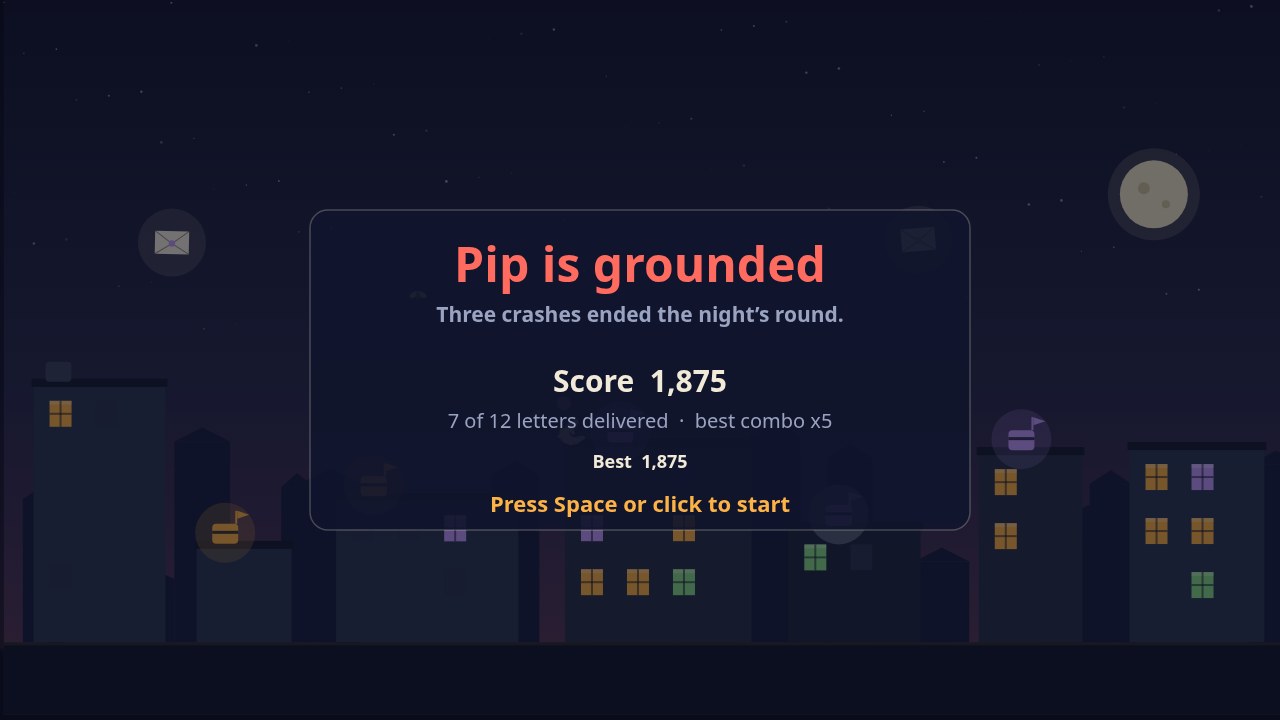 Pip is grounded
Three crashes ended the night’s round.
Score 1,875
7 of 12 letters delivered · best combo x5
Best 1,875
Press Space or click to start